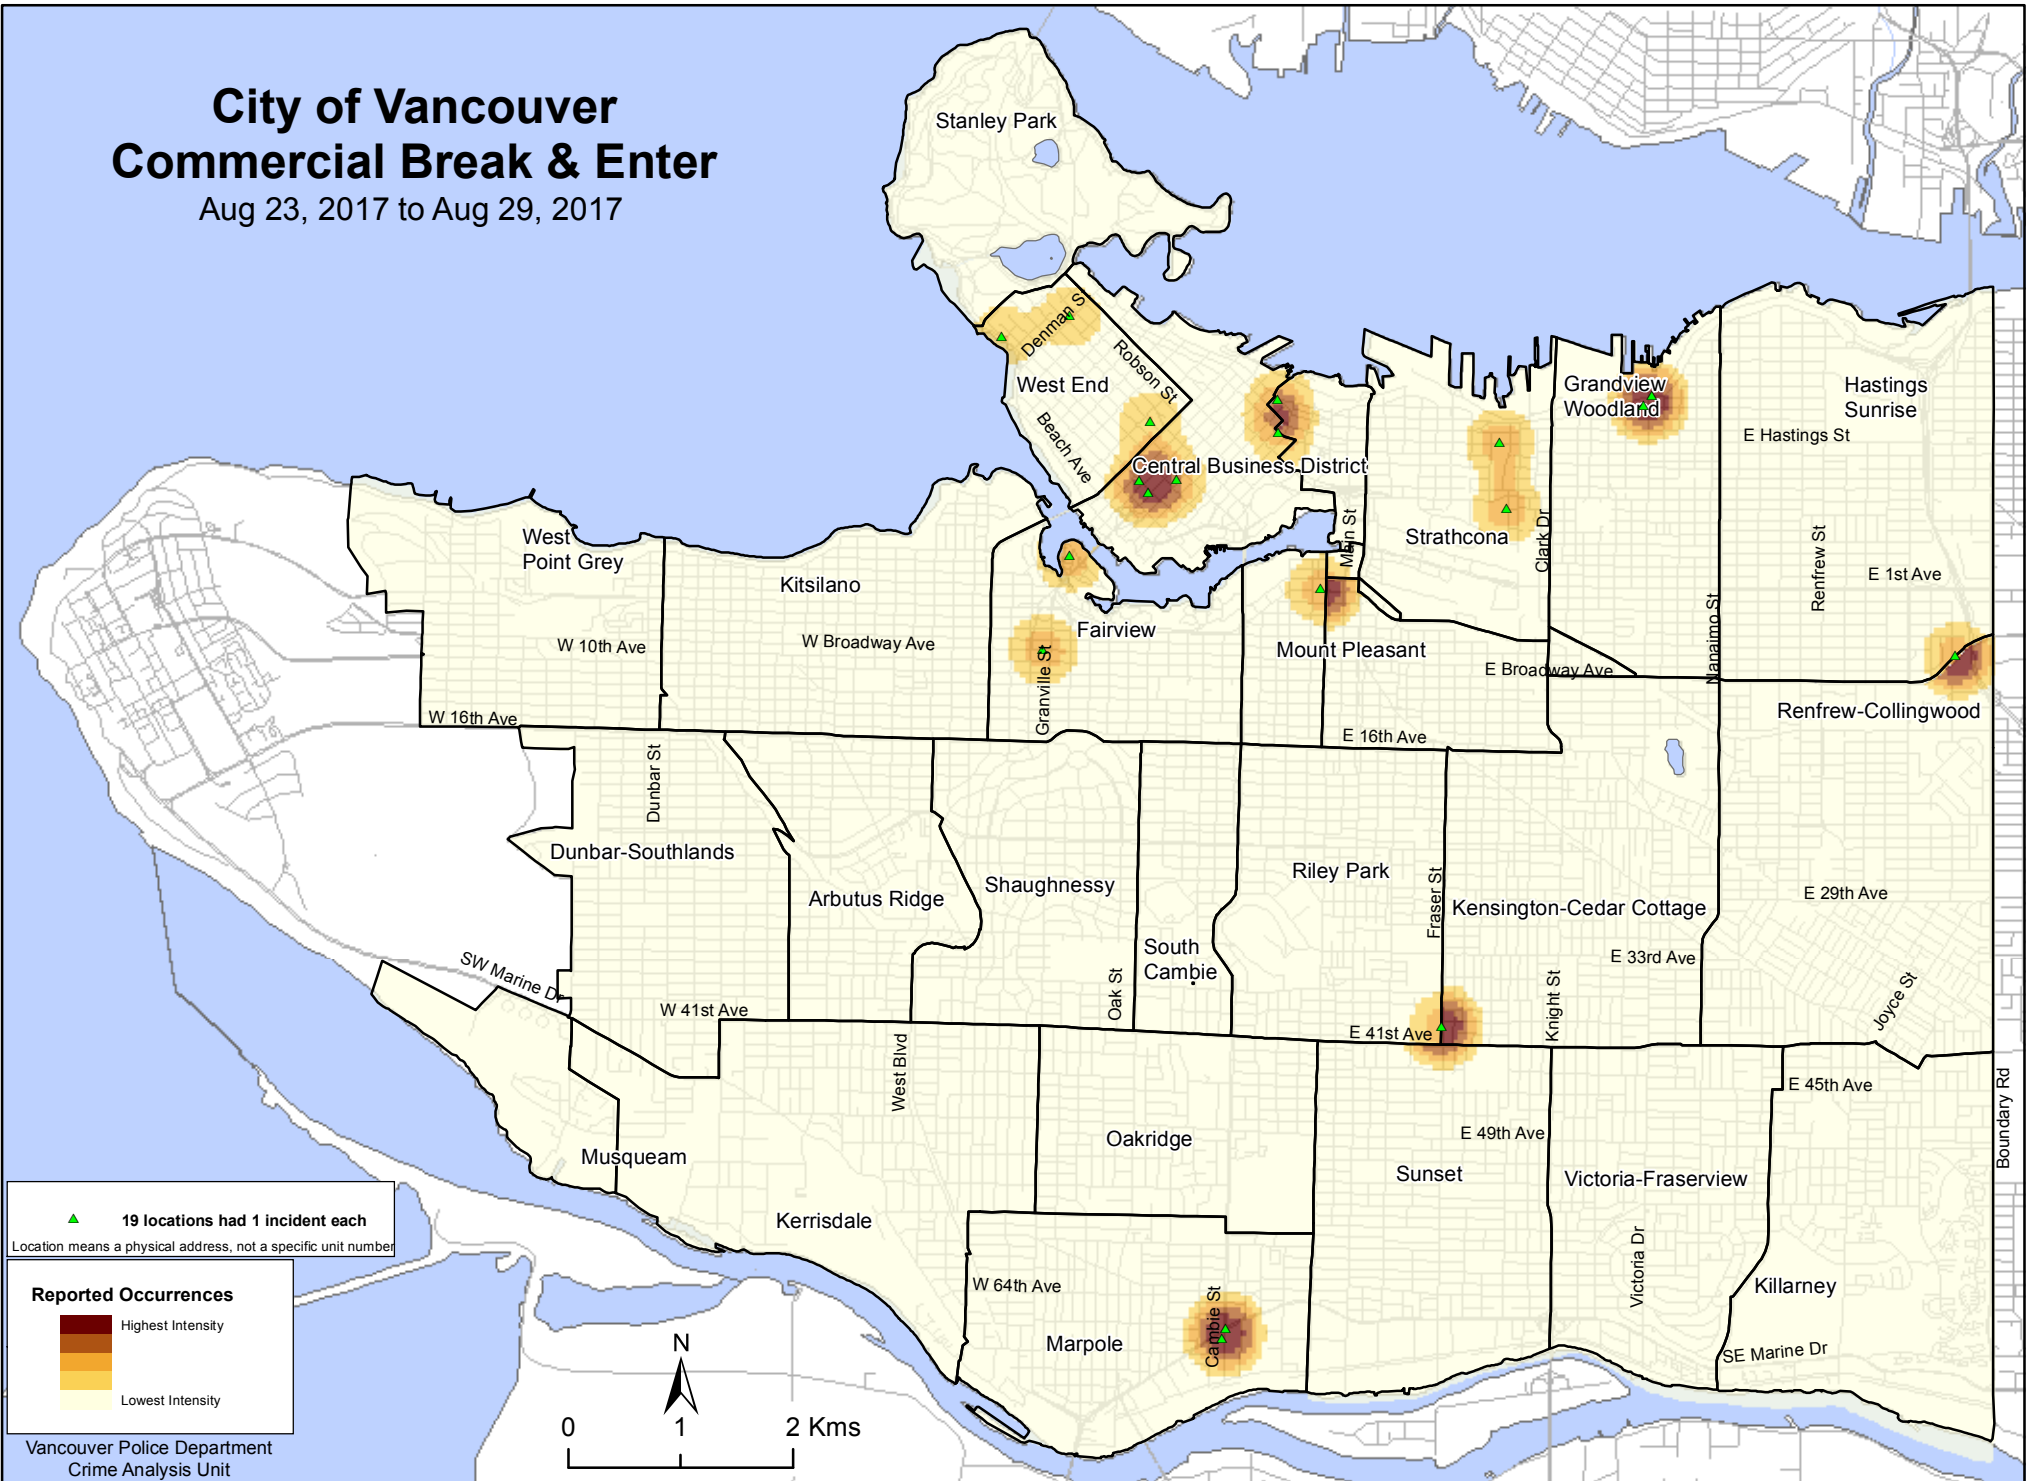 City of Vancouver
Commercial Break & Enter
Aug 23, 2017 to Aug 29, 2017
Stanley Park
Denman S
Robson St
West End
Beach Ave
Central Business District
Grandview
Woodland
Hastings
Sunrise
E Hastings St
West
Point Grey
Kitsilano
Strathcona
Main St
Clark Dr
Renfrew St
E 1st Ave
Nanaimo St
W 10th Ave
W Broadway Ave
Fairview
Granville St
Mount Pleasant
E Broadway Ave
W 16th Ave
E 16th Ave
Renfrew-Collingwood
Dunbar St
Dunbar-Southlands
Arbutus Ridge
Shaughnessy
South
Cambie
Oak St
Riley Park
Fraser St
Kensington-Cedar Cottage
E 29th Ave
E 33rd Ave
Knight St
Joyce St
SW Marine Dr
W 41st Ave
E 41st Ave
West Blvd
E 45th Ave
Boundary Rd
Musqueam
Oakridge
E 49th Ave
Sunset
Victoria-Fraserview
Kerrisdale
Victoria Dr
W 64th Ave
Cambie St
Killarney
Marpole
SE Marine Dr
19 locations had 1 incident each
Location means a physical address, not a specific unit number
Reported Occurrences
Highest Intensity
Lowest Intensity
Vancouver Police Department
Crime Analysis Unit
N
0 1 2 Kms